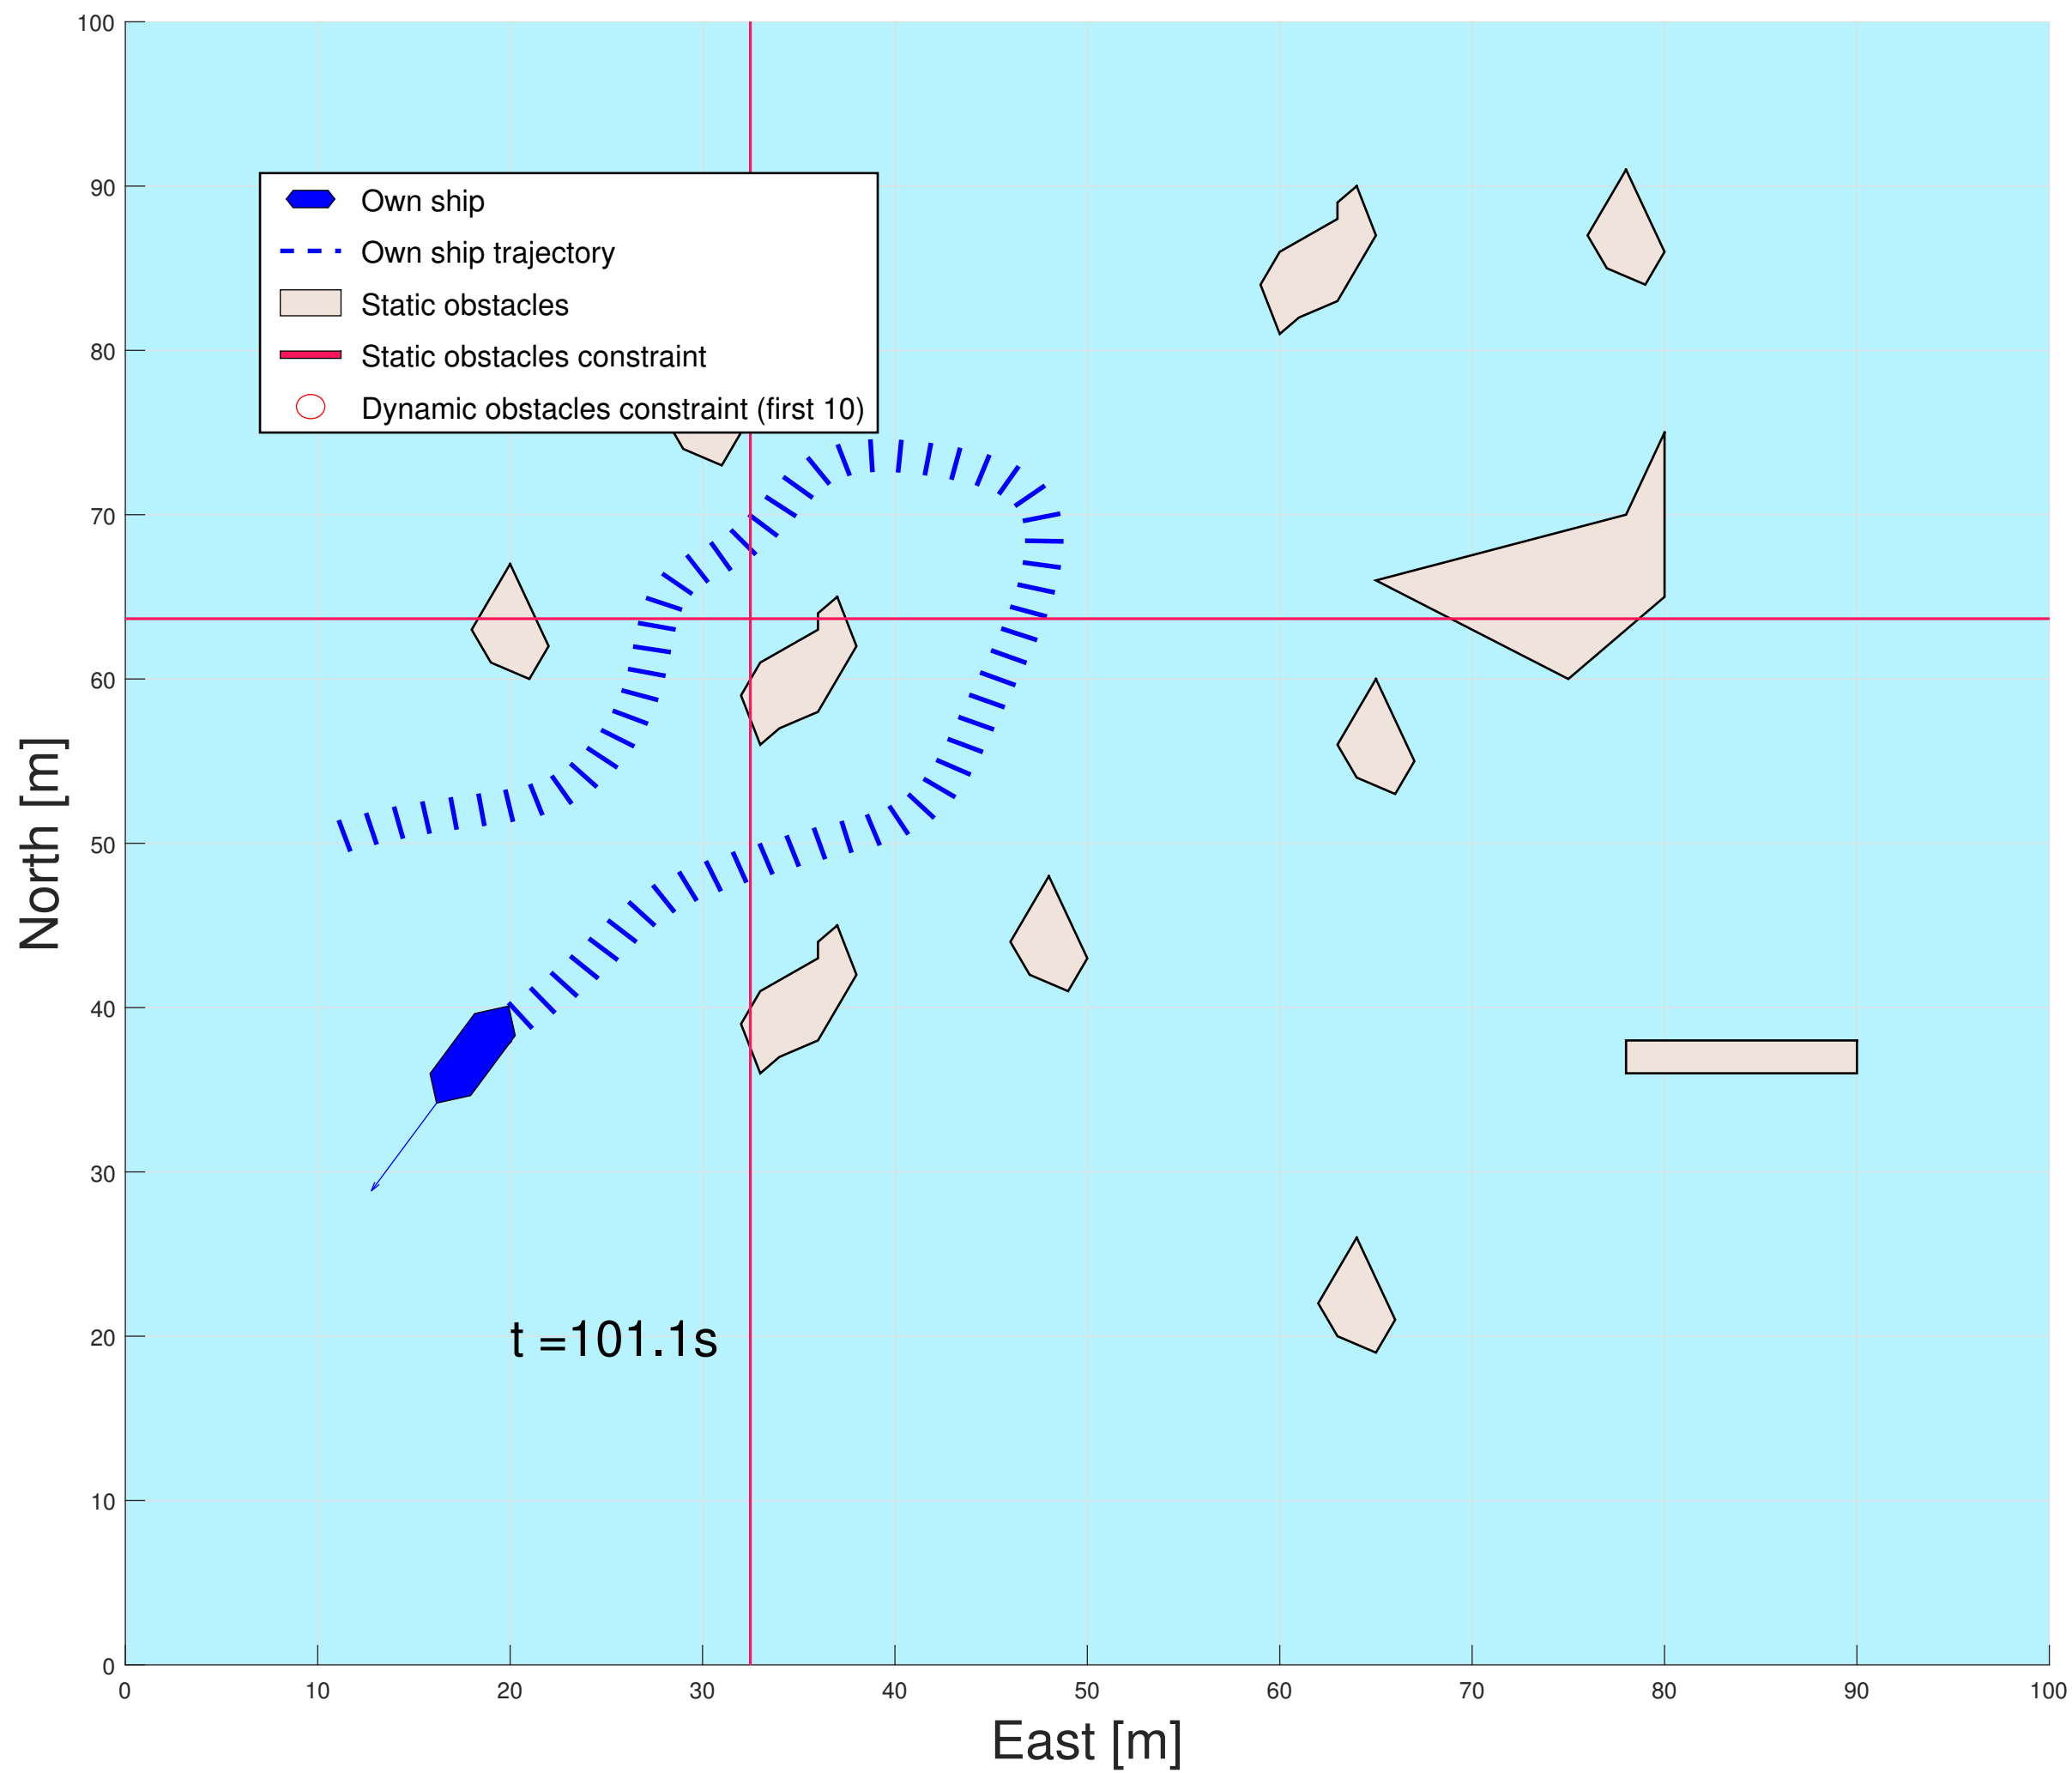 100
90
80
70
60
50
40
30
20
10
0
North [m]
Own ship
Own ship trajectory
Static obstacles
Static obstacles constraint
Dynamic obstacles constraint (first 10)
t =101.1s
0 10 20 30 40 50 60 70 80 90 100
East [m]